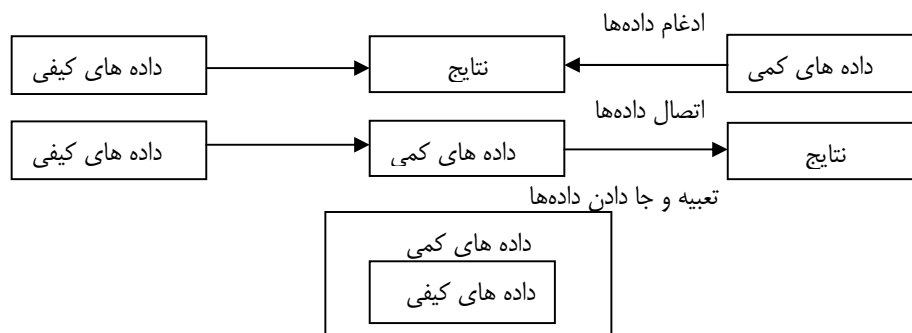 ادغام داده‌ها
داده های کمی
نتایج
داده های کیفی
اتصال داده‌ها
داده های کیفی
داده های کمی
نتایج
تعبیه و جا دادن داده‌ها
داده های کمی
داده های کیفی